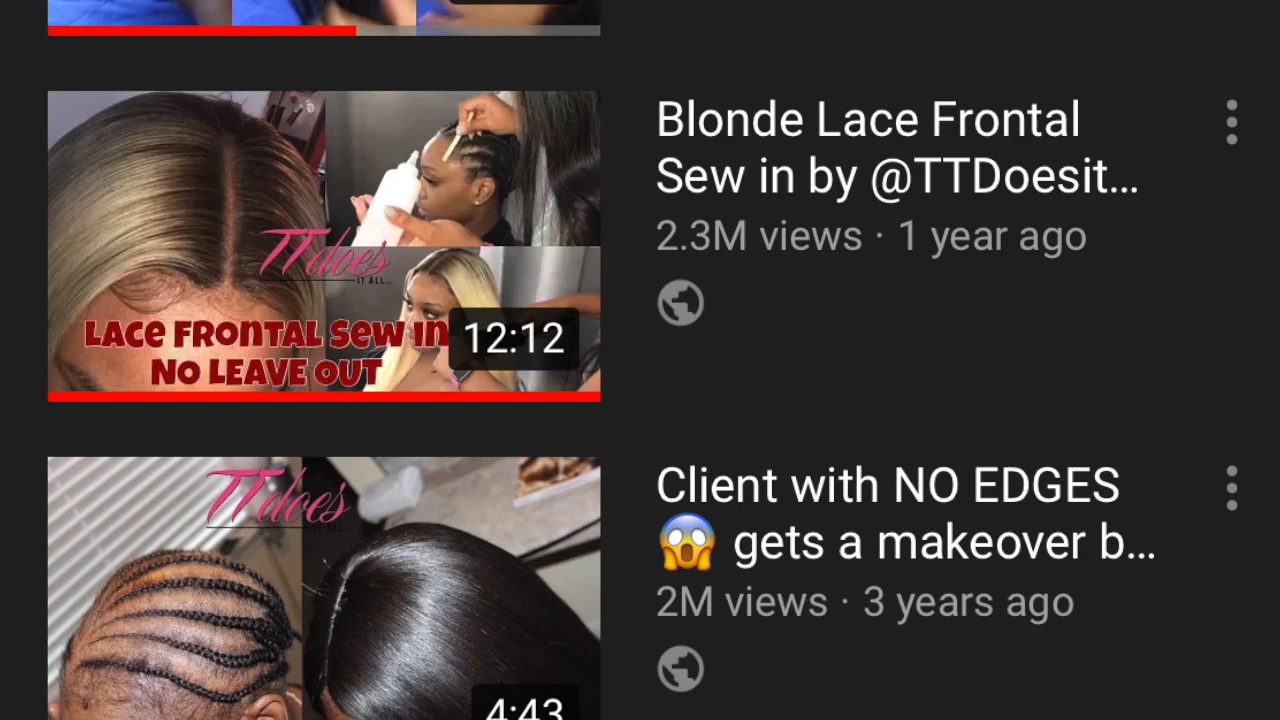 Blonde Lace Frontal
Sew in by @TTDoesit...
2.3M views · 1 year ago
TTdoes
IT ALL...
LACE FRONTAL SEW IN
NO LEAVE OUT
12:12
Client with NO EDGES
😱 gets a makeover b...
2M views · 3 years ago
TTdoes
IT ALL...
4:43